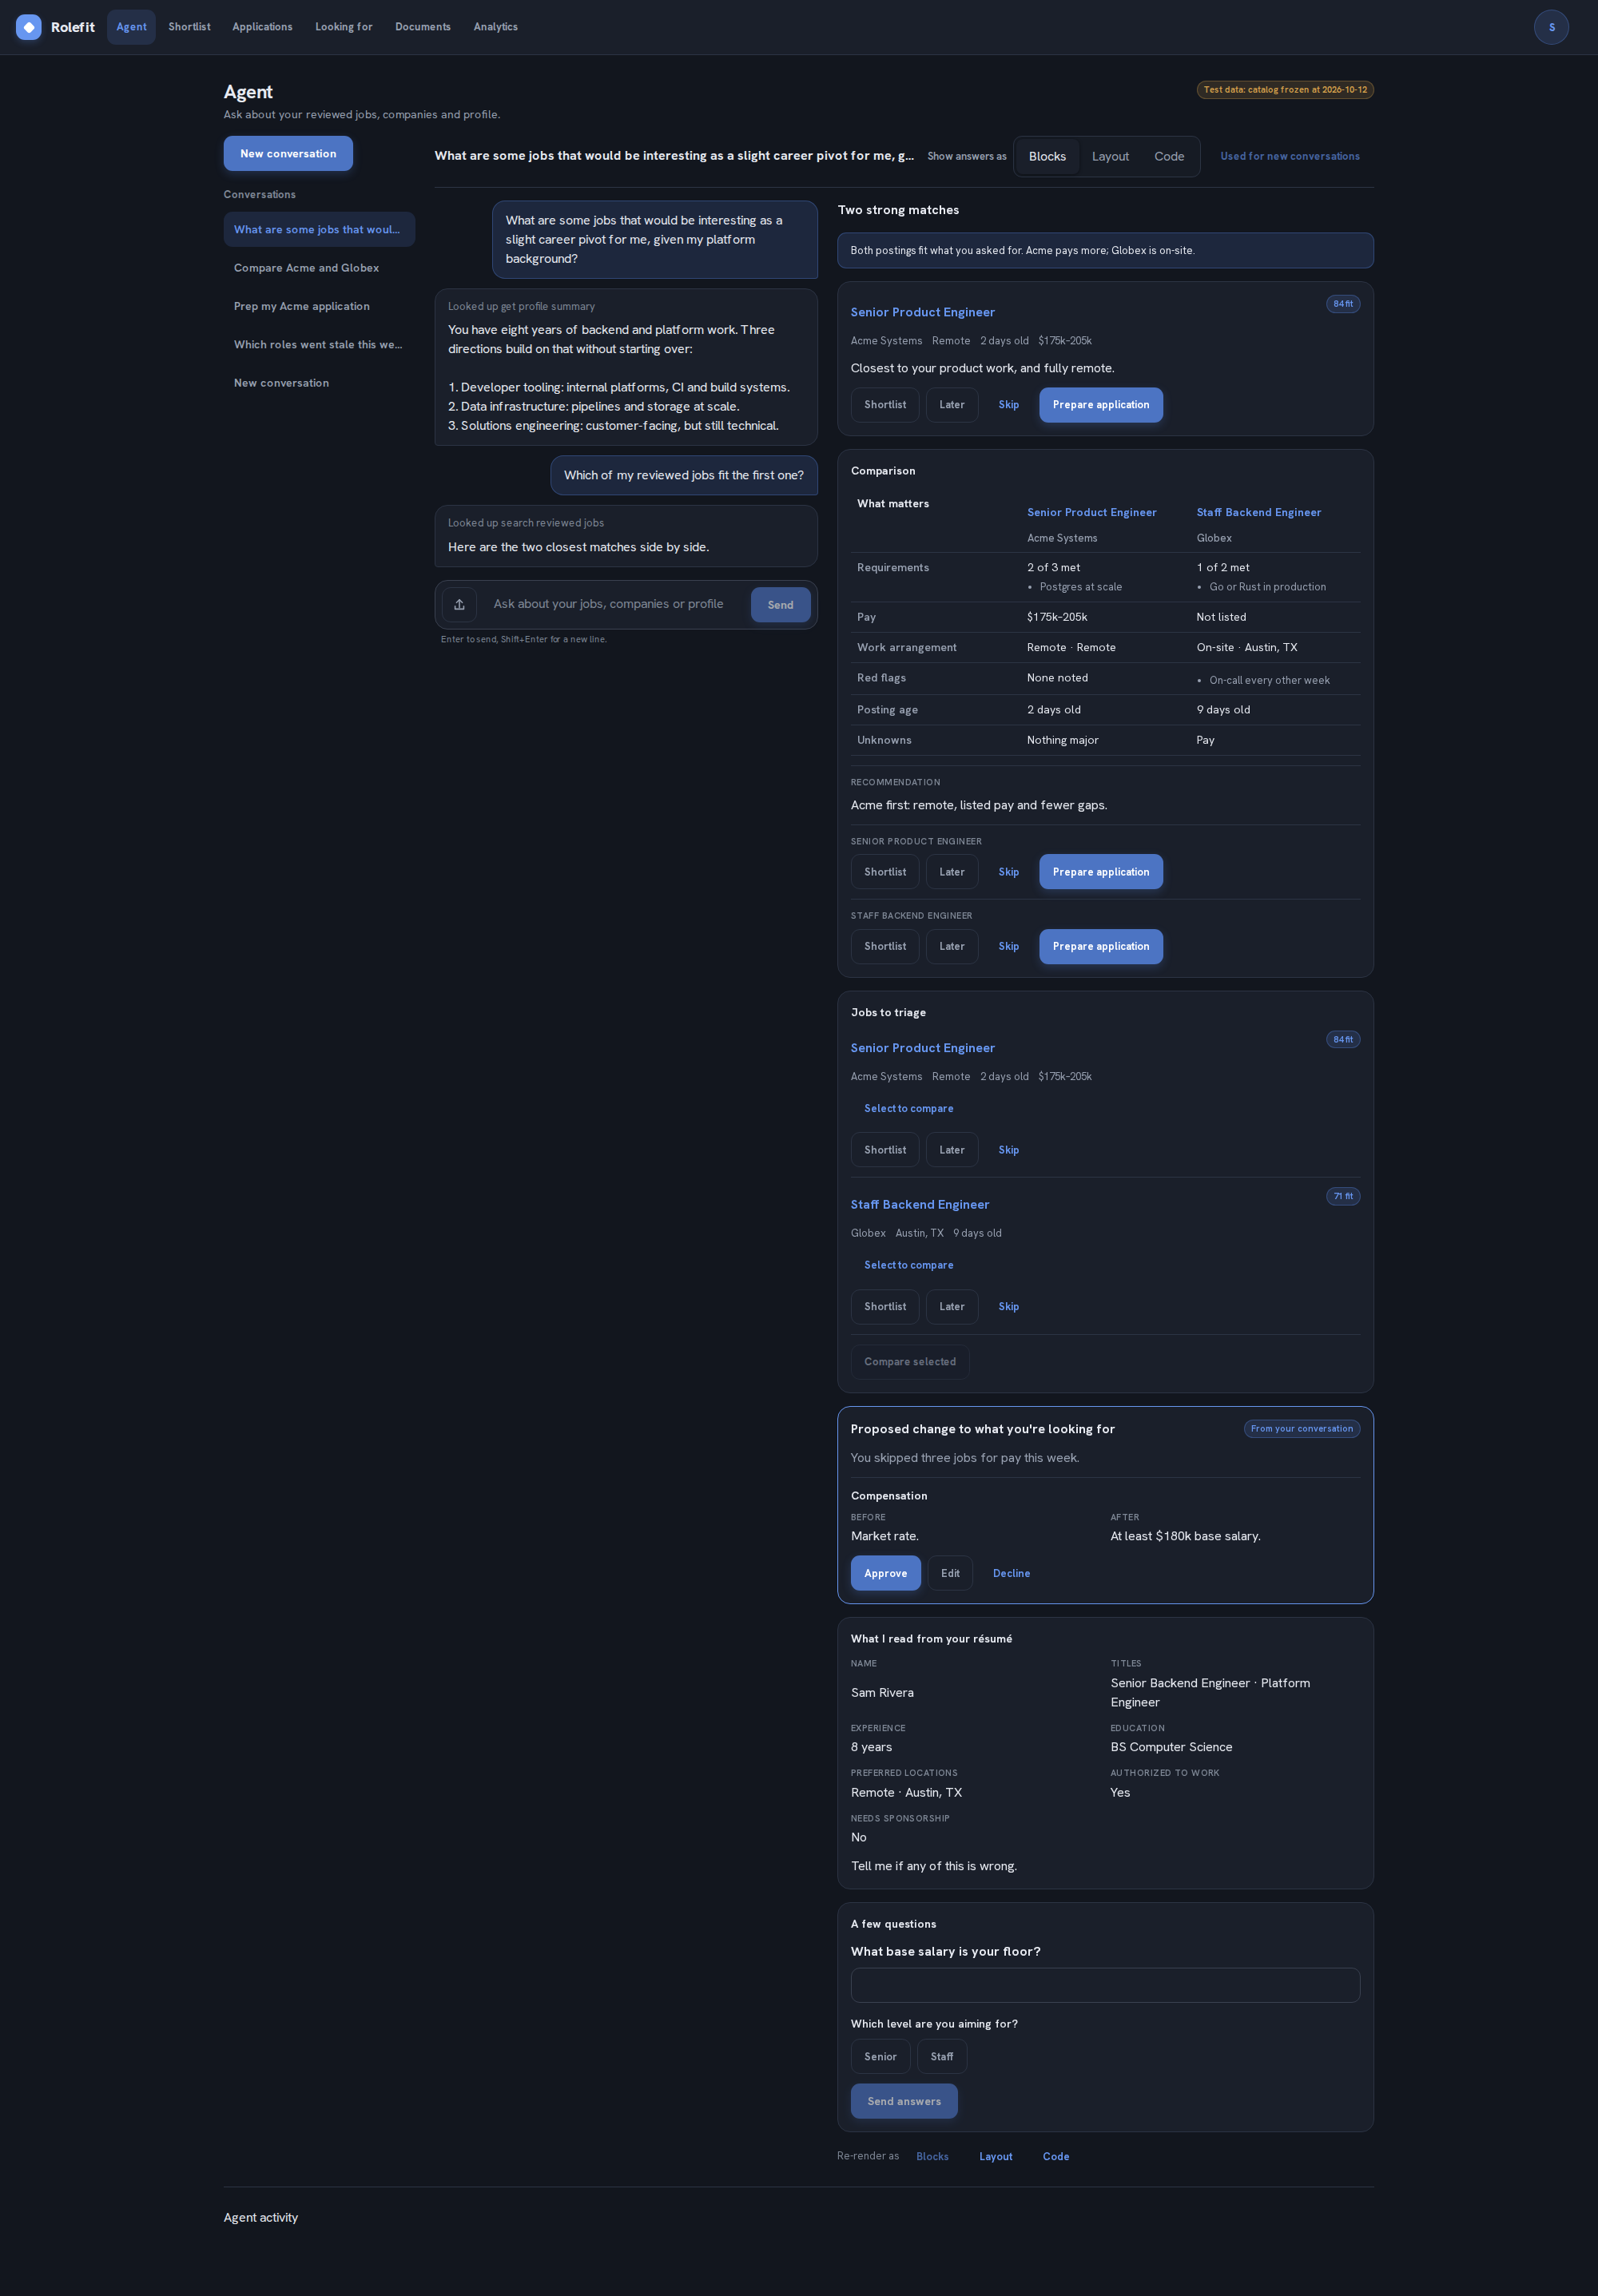 Rolefit
Agent
Shortlist
Applications
Looking for
Documents
Analytics
S
Agent
Ask about your reviewed jobs, companies and profile.
Test data: catalog frozen at 2026-10-12
New conversation
Conversations
What are some jobs that woul...
Compare Acme and Globex
Prep my Acme application
Which roles went stale this we...
New conversation
What are some jobs that would be interesting as a slight career pivot for me, g...
Show answers as
Blocks
Layout
Code
Used for new conversations
What are some jobs that would be interesting as a
slight career pivot for me, given my platform
background?
Looked up get profile summary
You have eight years of backend and platform work. Three
directions build on that without starting over:
1. Developer tooling: internal platforms, CI and build systems.
2. Data infrastructure: pipelines and storage at scale.
3. Solutions engineering: customer-facing, but still technical.
Which of my reviewed jobs fit the first one?
Looked up search reviewed jobs
Here are the two closest matches side by side.
Ask about your jobs, companies or profile
Send
Enter to send, Shift+Enter for a new line.
Two strong matches
Both postings fit what you asked for. Acme pays more; Globex is on-site.
Senior Product Engineer
84 fit
Acme Systems Remote 2 days old $175k–205k
Closest to your product work, and fully remote.
Shortlist
Later
Skip
Prepare application
Comparison
What matters
Senior Product Engineer
Staff Backend Engineer
Acme Systems
Globex
Requirements
2 of 3 met
1 of 2 met
• Postgres at scale
• Go or Rust in production
Pay
$175k–205k
Not listed
Work arrangement
Remote · Remote
On-site · Austin, TX
Red flags
None noted
• On-call every other week
Posting age
2 days old
9 days old
Unknowns
Nothing major
Pay
RECOMMENDATION
Acme first: remote, listed pay and fewer gaps.
SENIOR PRODUCT ENGINEER
Shortlist
Later
Skip
Prepare application
STAFF BACKEND ENGINEER
Shortlist
Later
Skip
Prepare application
Jobs to triage
Senior Product Engineer
84 fit
Acme Systems Remote 2 days old $175k–205k
Select to compare
Shortlist
Later
Skip
Staff Backend Engineer
71 fit
Globex Austin, TX 9 days old
Select to compare
Shortlist
Later
Skip
Compare selected
Proposed change to what you're looking for
From your conversation
You skipped three jobs for pay this week.
Compensation
BEFORE
AFTER
Market rate.
At least $180k base salary.
Approve
Edit
Decline
What I read from your résumé
NAME
TITLES
Sam Rivera
Senior Backend Engineer · Platform
Engineer
EXPERIENCE
EDUCATION
8 years
BS Computer Science
PREFERRED LOCATIONS
AUTHORIZED TO WORK
Remote · Austin, TX
Yes
NEEDS SPONSORSHIP
No
Tell me if any of this is wrong.
A few questions
What base salary is your floor?
Which level are you aiming for?
Senior
Staff
Send answers
Re-render as
Blocks
Layout
Code
Agent activity